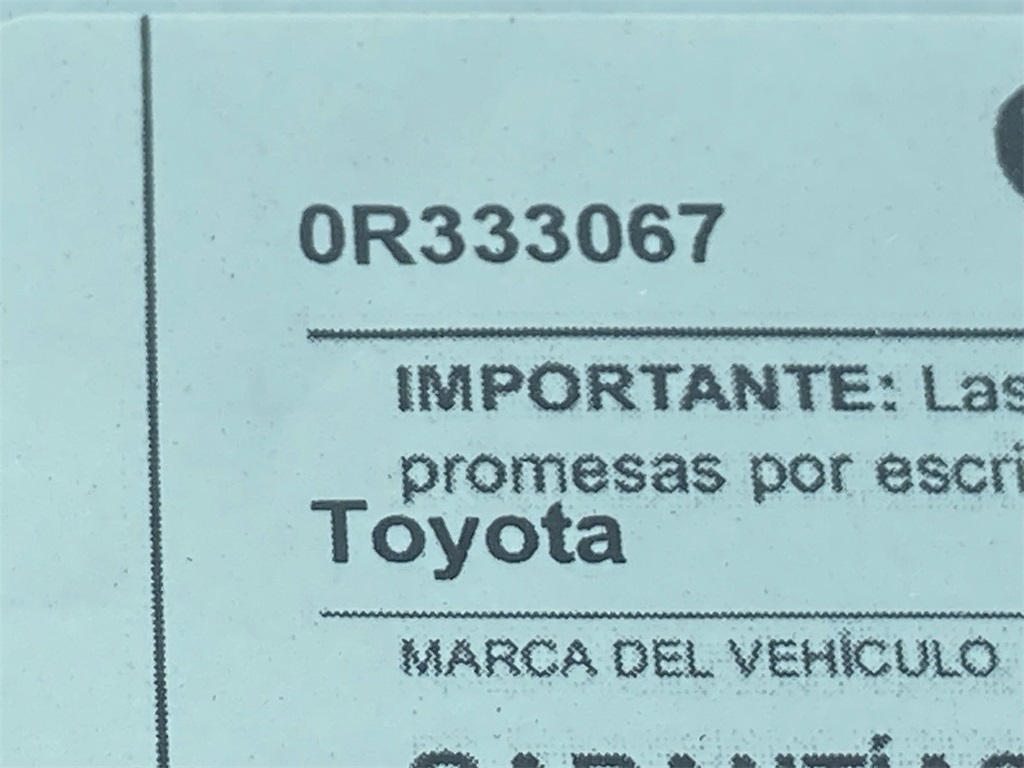 0R333067
IMPORTANTE: Las
promesas por escri
Toyota
MARCA DEL VEHÍCULO